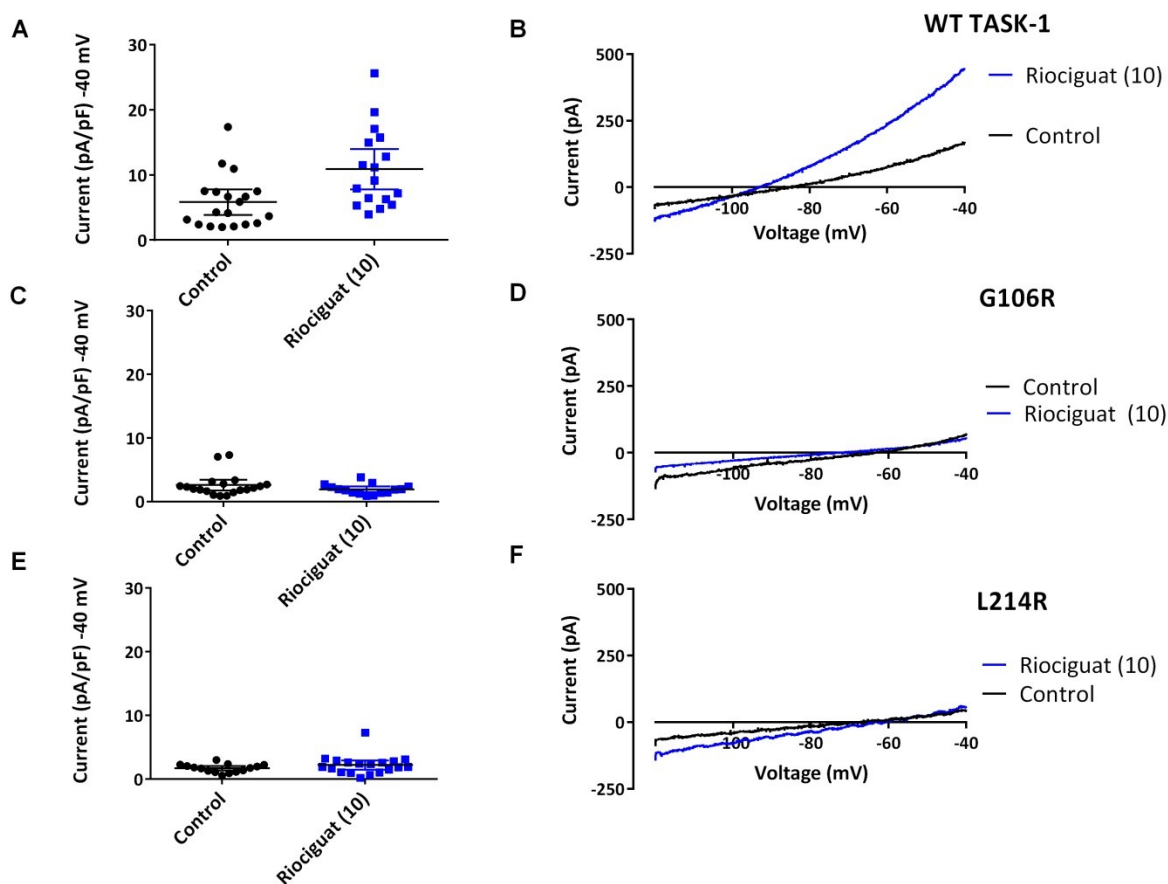 A
Current (pA/pF) -40 mV
30
20
10
0
Control
Riociguat (10)
B
WT TASK-1
Current (pA)
500
250
0
-250
-100
-80
-60
-40
Voltage (mV)
Riociguat (10)
Control
C
Current (pA/pF) -40 mV
30
20
10
0
Control
Riociguat (10)
D
G106R
Current (pA)
500
250
0
-250
-100
-80
-60
-40
Voltage (mV)
Control
Riociguat (10)
E
Current (pA/pF) -40 mV
30
20
10
0
Control
Riociguat (10)
F
L214R
Current (pA)
500
250
0
-250
-100
-80
-60
-40
Voltage (mV)
Riociguat (10)
Control